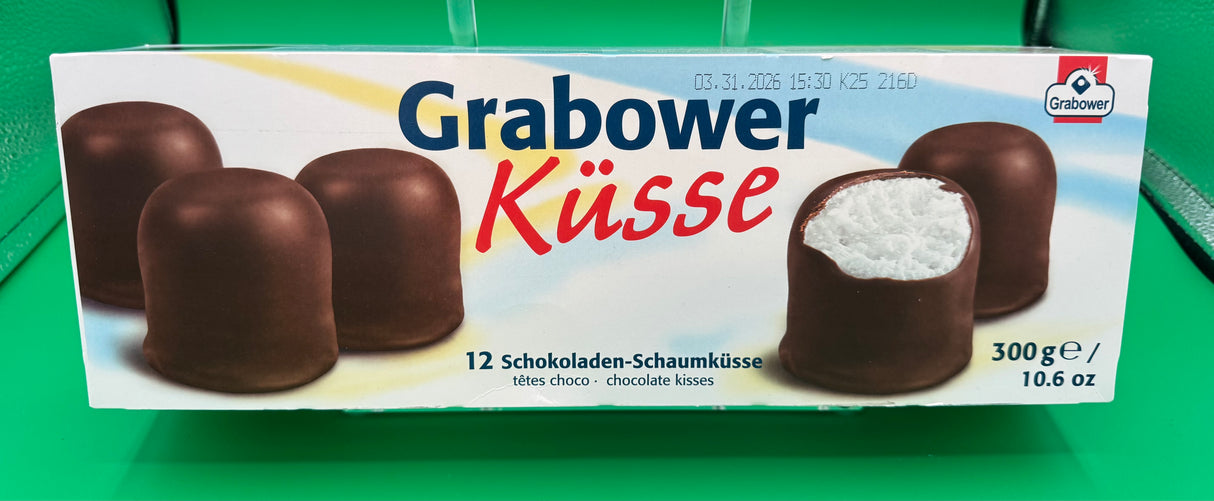 03.31.2026 15:30 K25 216D
Grabower
Küsse
Grabower
12 Schokoladen-Schaumküsse
têtes choco · chocolate kisses
300 g ℮ /
10.6 oz